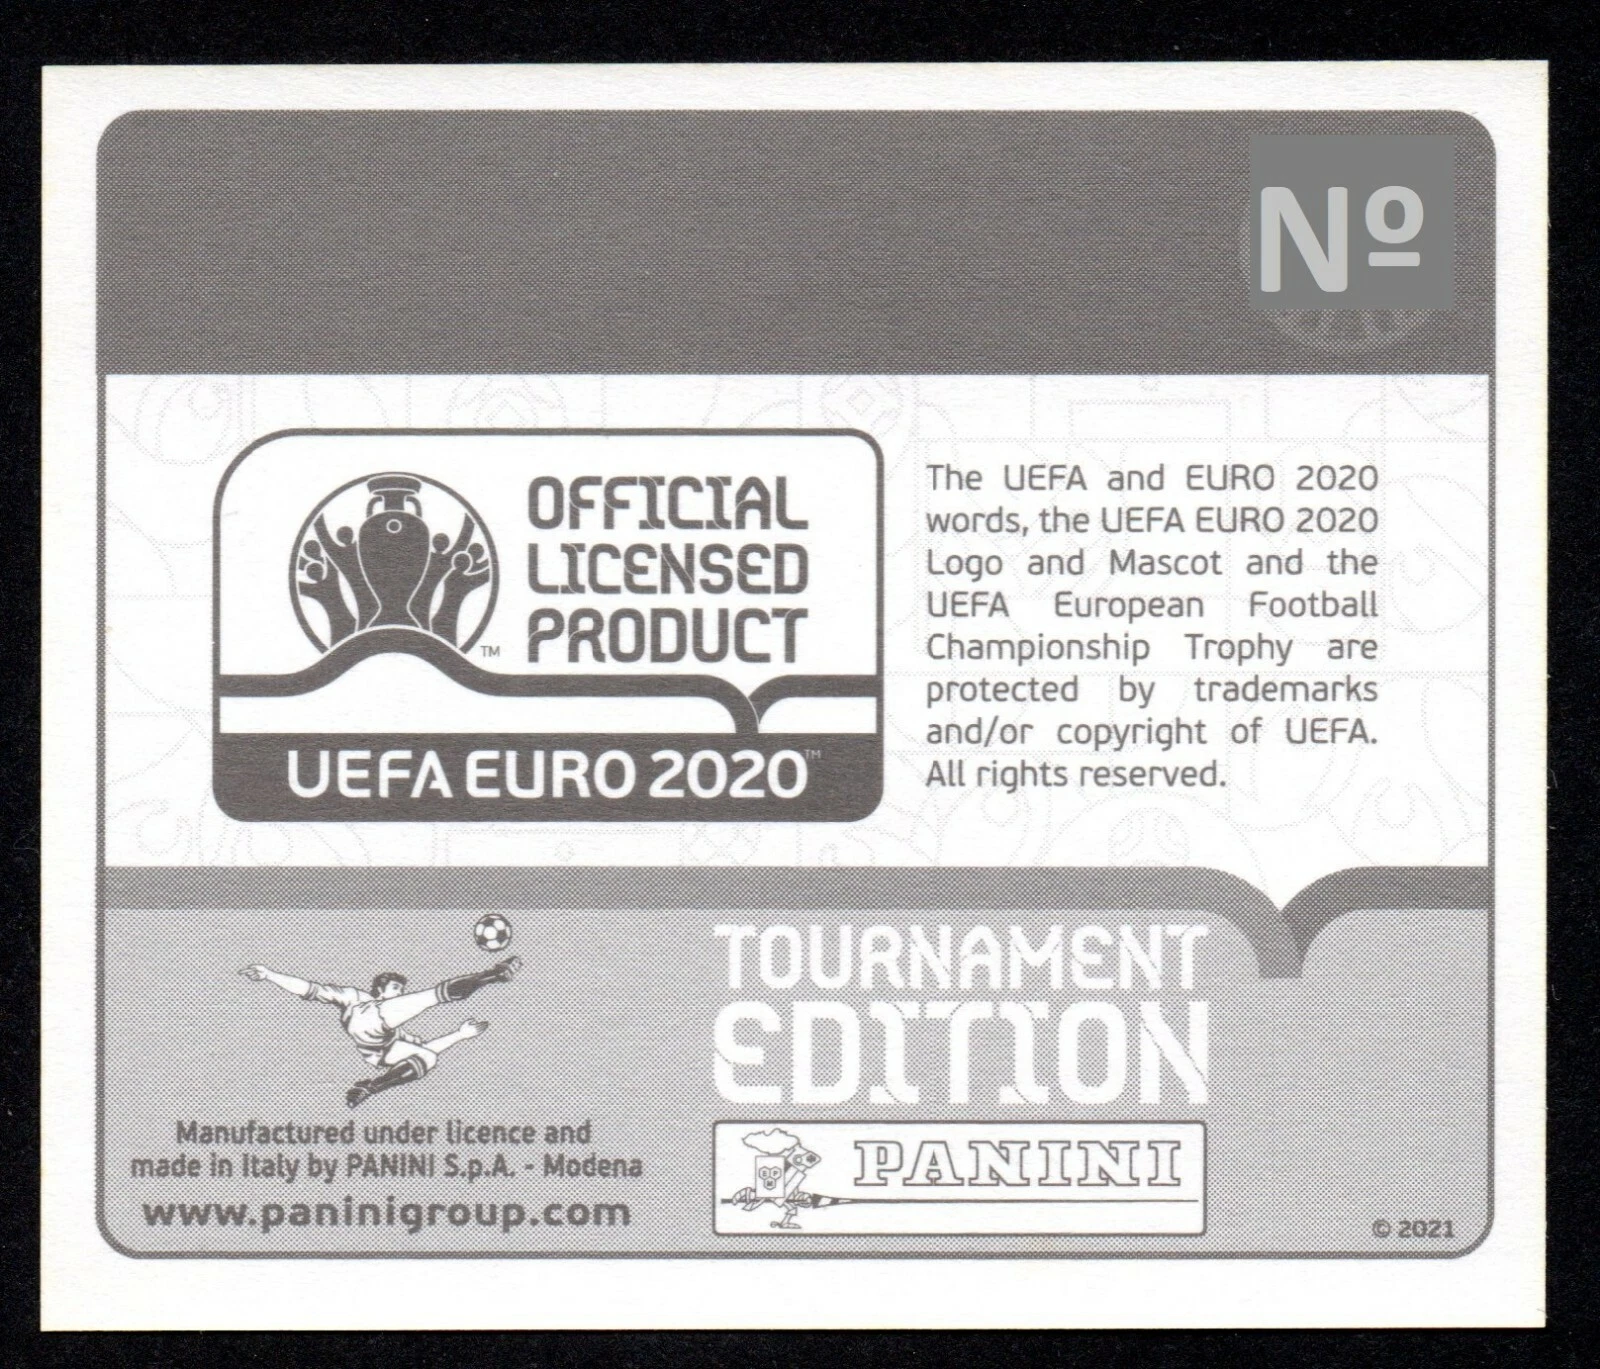 Nº
OFFICIAL
LICENSED
PRODUCT
™
UEFA EURO 2020™
The UEFA and EURO 2020
words, the UEFA EURO 2020
Logo and Mascot and the
UEFA European Football
Championship Trophy are
protected by trademarks
and/or copyright of UEFA.
All rights reserved.
TOURNAMENT
EDITION
Manufactured under licence and
made in Italy by PANINI S.p.A. - Modena
www.paninigroup.com
PANINI
© 2021